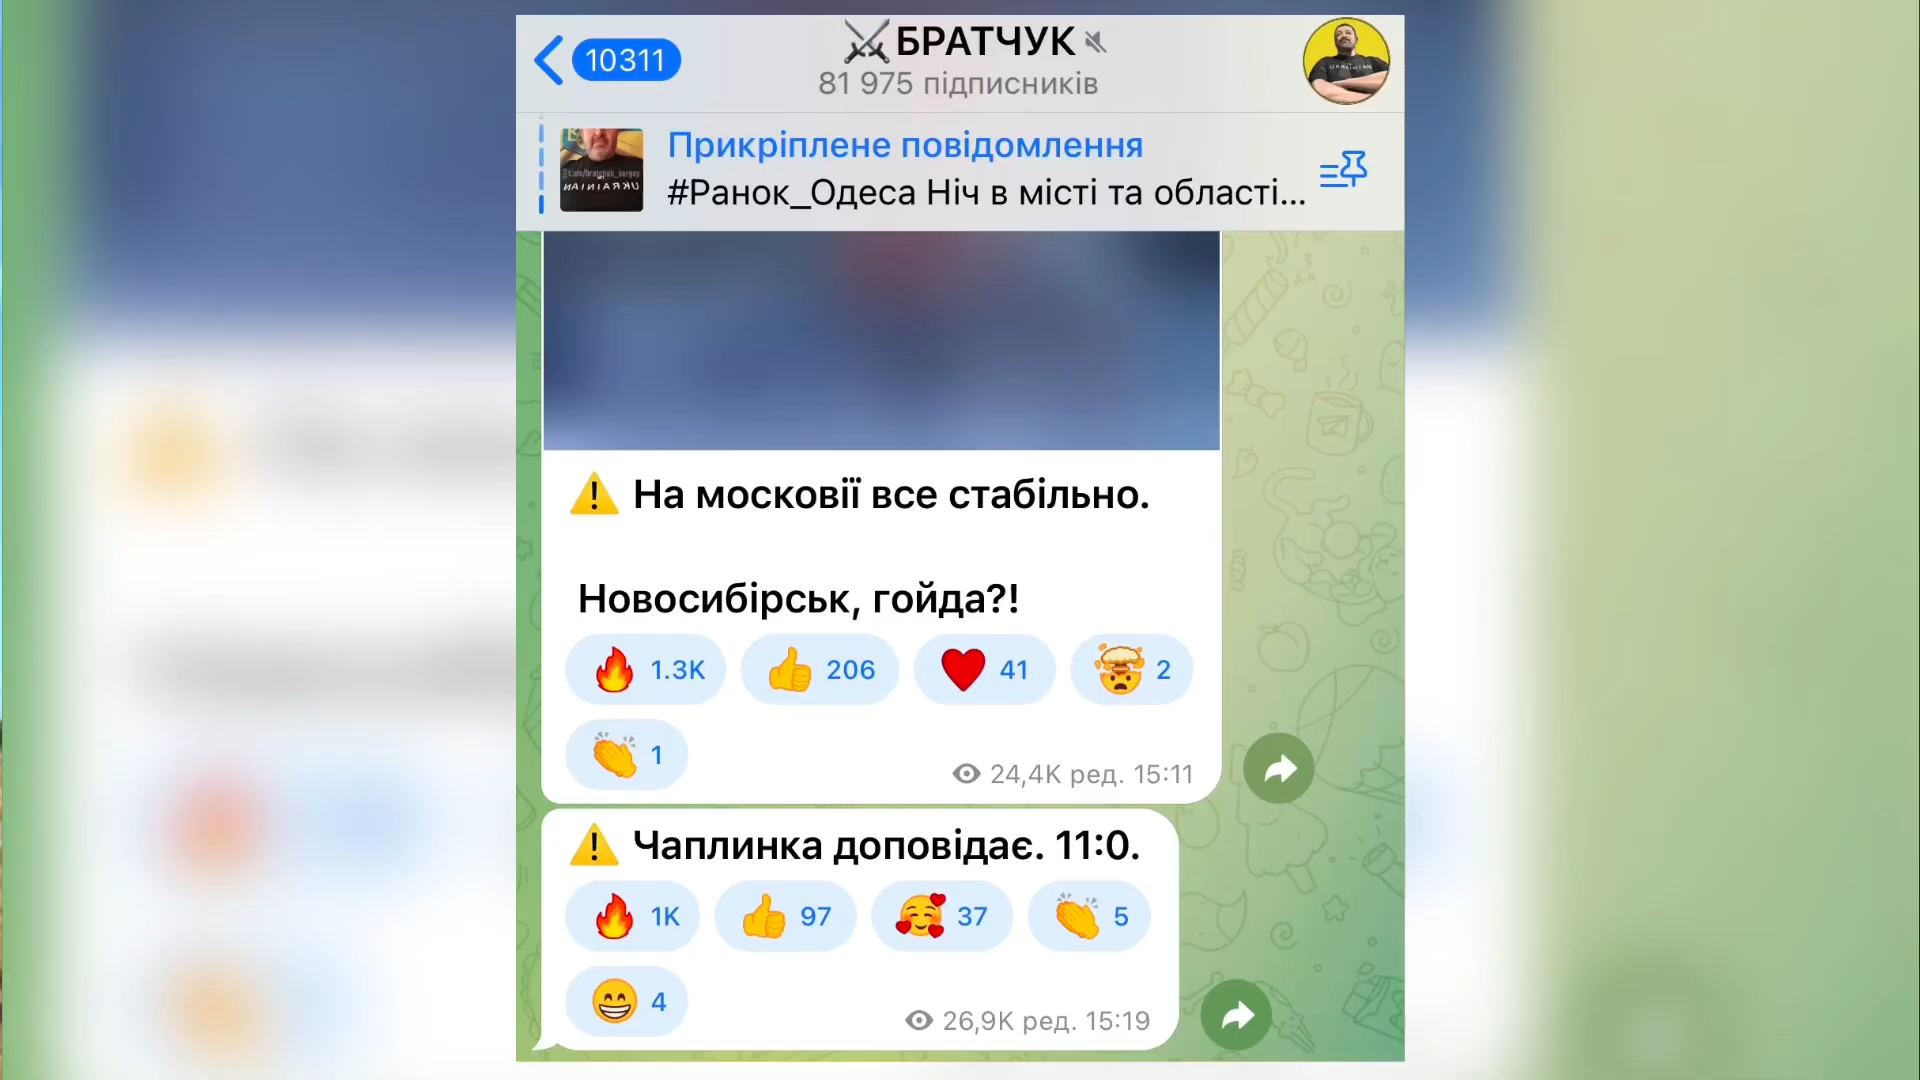 10311
БРАТЧУК
81 975 підписників
Прикріплене повідомлення
#Ранок_Одеса Ніч в місті та області...
UKRAINIAN
⚠️ На московії все стабільно.
Новосибірськ, гойда?!
🔥 1.3K 👍 206 ❤️ 41 🤯 2
👏 1
24,4K ред. 15:11
⚠️ Чаплинка доповідає. 11:0.
🔥 1K 👍 97 🥰 37 👏 5
😁 4
26,9K ред. 15:19